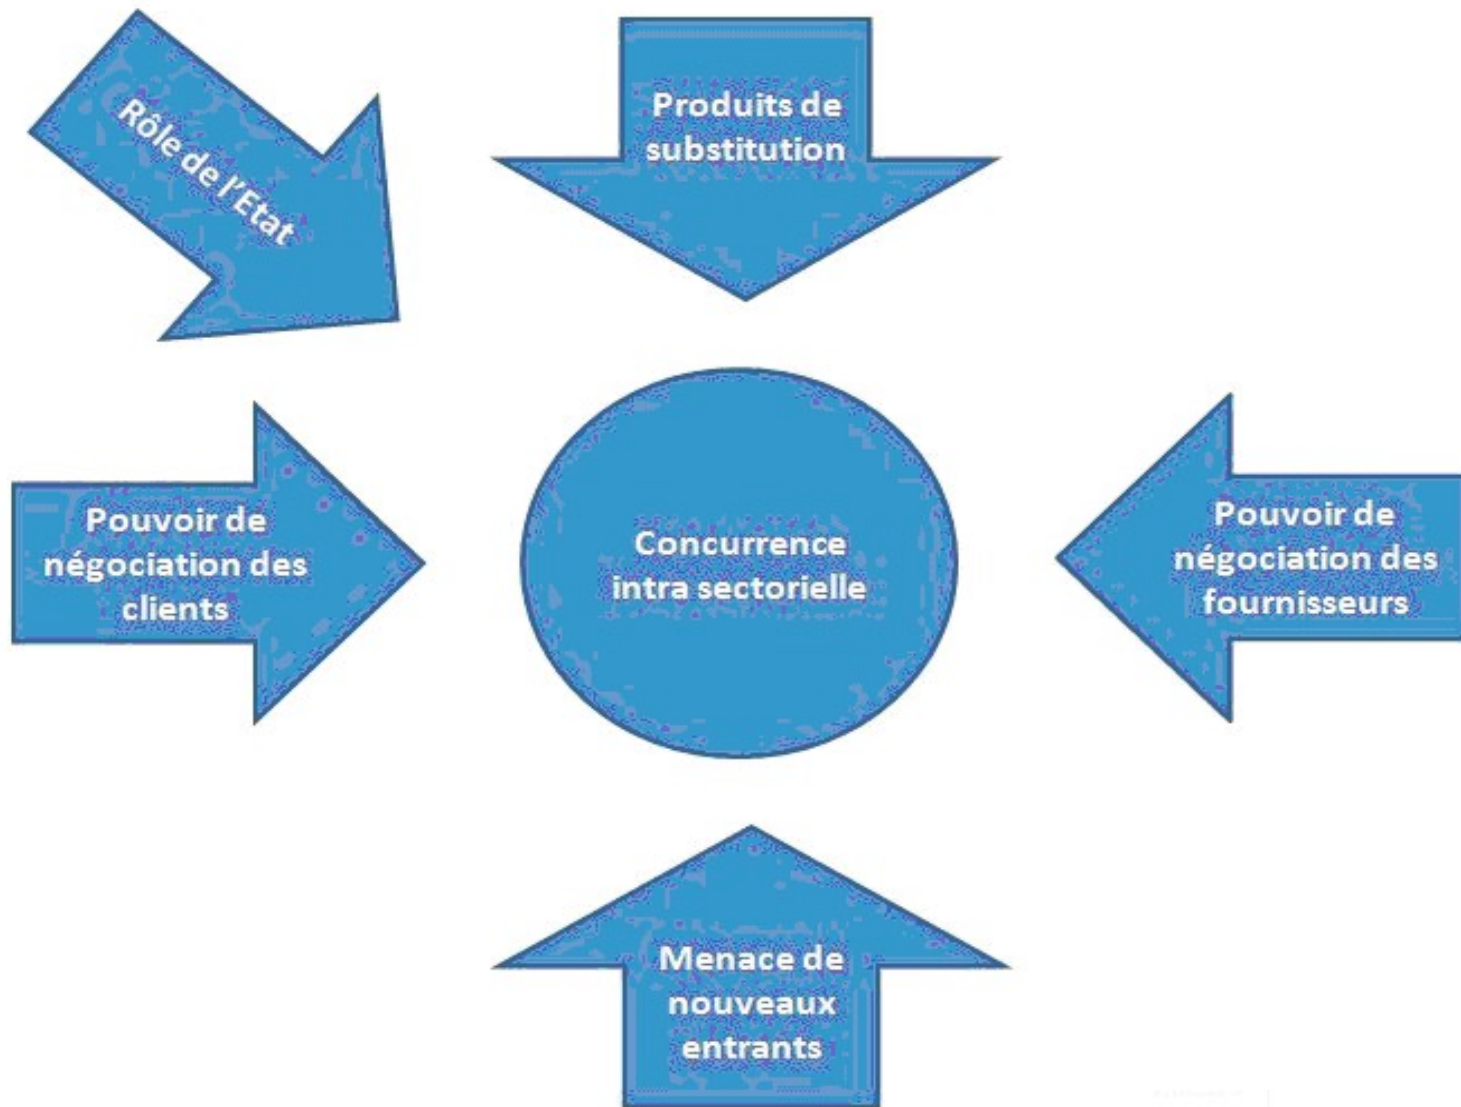 Rôle de l'Etat
Produits de
substitution
Pouvoir de
négociation des
clients
Concurrence
intra sectorielle
Pouvoir de
négociation des
fournisseurs
Menace de
nouveaux
entrants